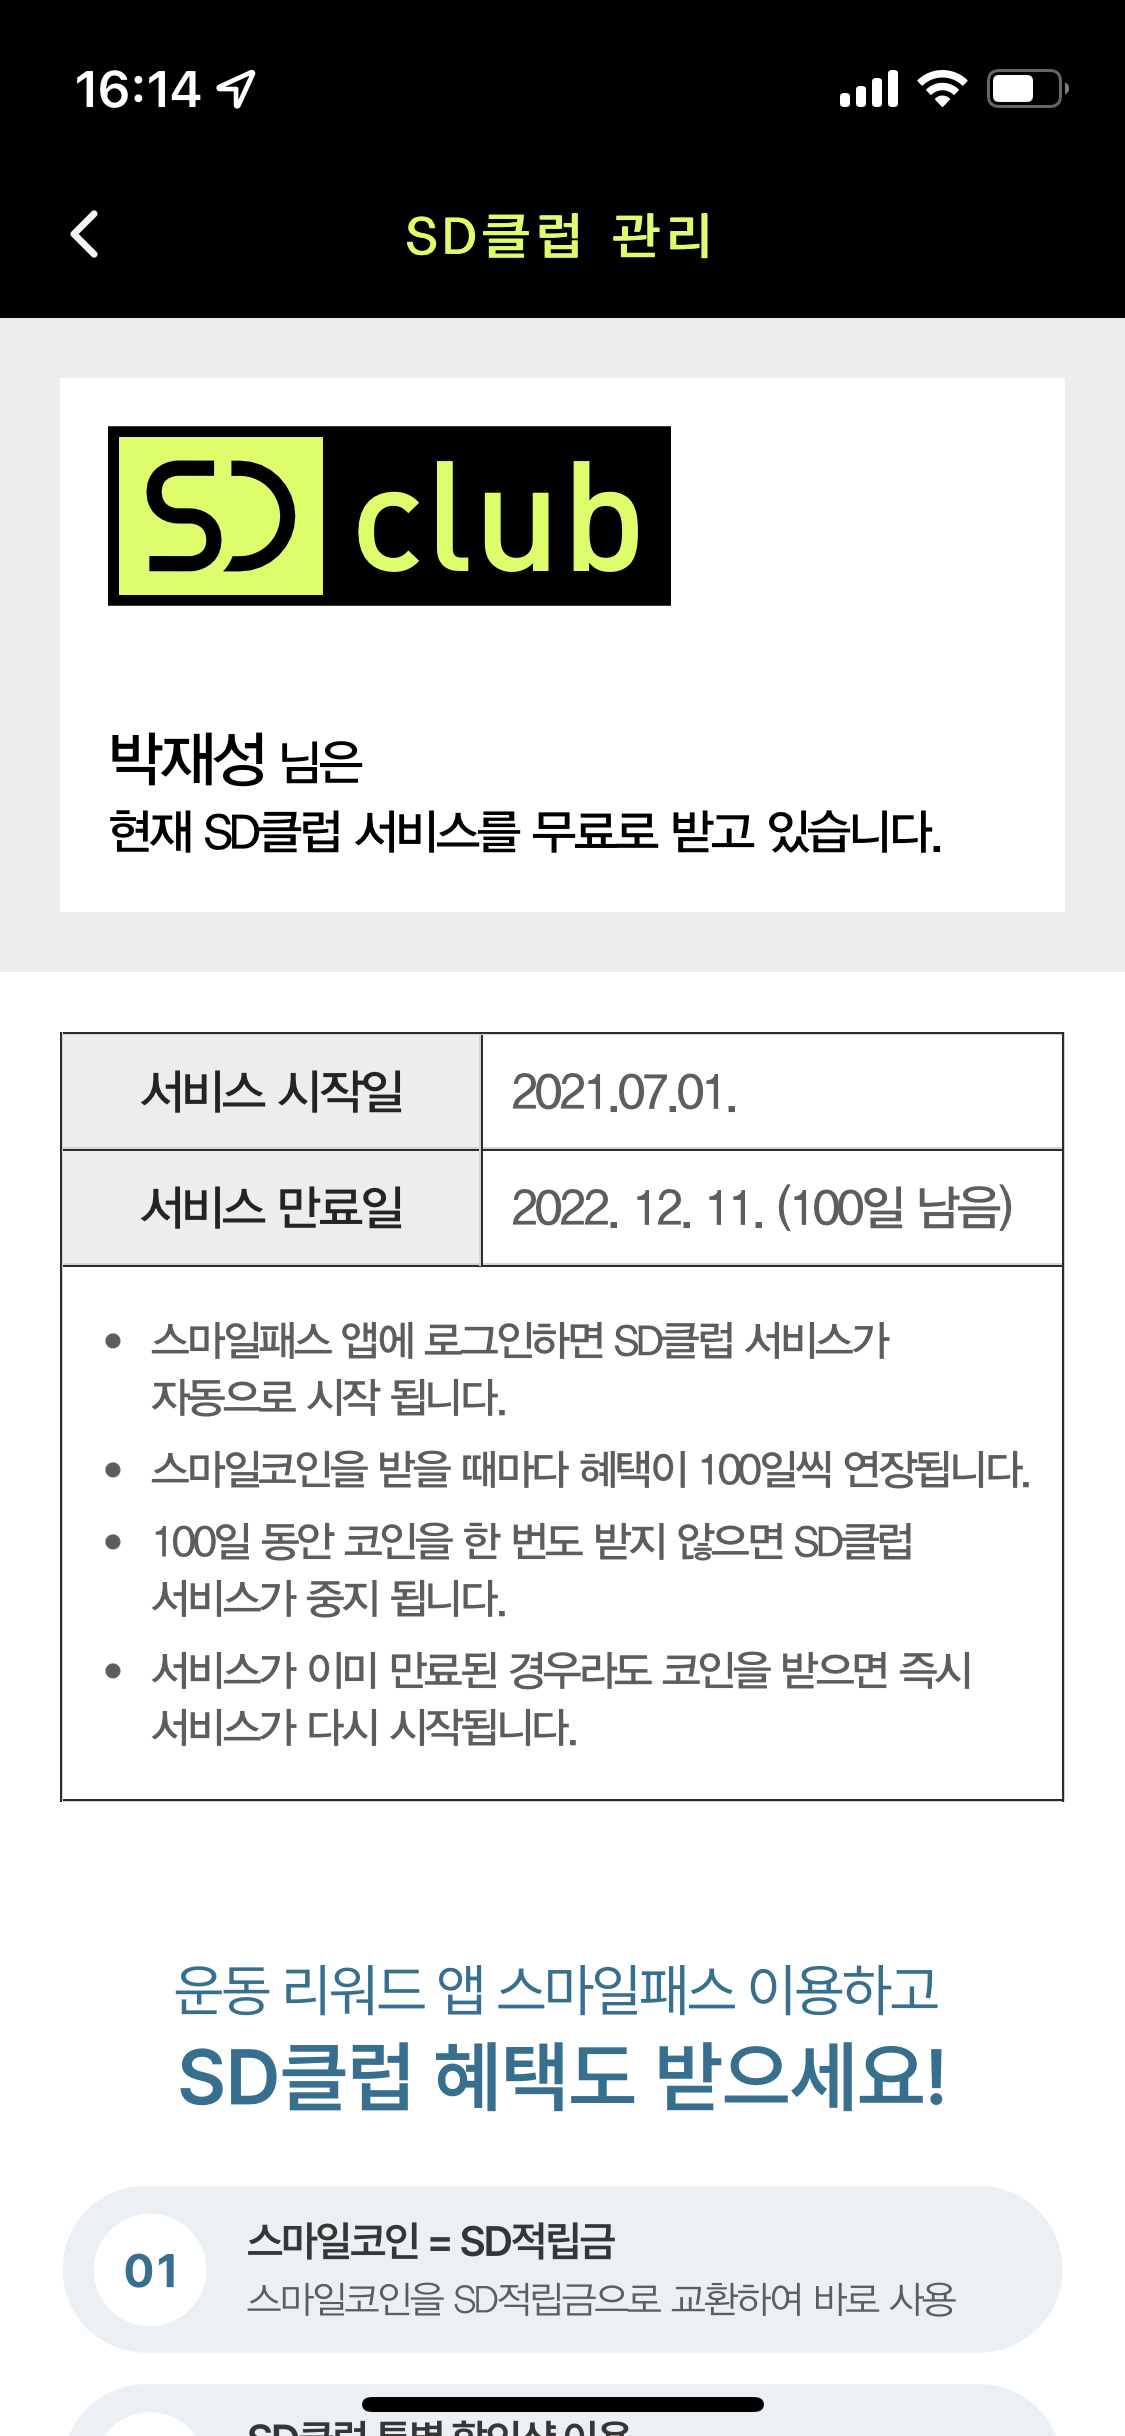 16:14
SD클럽 관리
SD club
박재성 님은
현재 SD클럽 서비스를 무료로 받고 있습니다.
서비스 시작일 2021.07.01.
서비스 만료일 2022. 12. 11. (100일 남음)
• 스마일패스 앱에 로그인하면 SD클럽 서비스가
자동으로 시작 됩니다.
• 스마일코인을 받을 때마다 혜택이 100일씩 연장됩니다.
• 100일 동안 코인을 한 번도 받지 않으면 SD클럽
서비스가 중지 됩니다.
• 서비스가 이미 만료된 경우라도 코인을 받으면 즉시
서비스가 다시 시작됩니다.
운동 리워드 앱 스마일패스 이용하고
SD클럽 혜택도 받으세요!
01
스마일코인 = SD적립금
스마일코인을 SD적립금으로 교환하여 바로 사용
SD클럽 특별 할인샵 이용